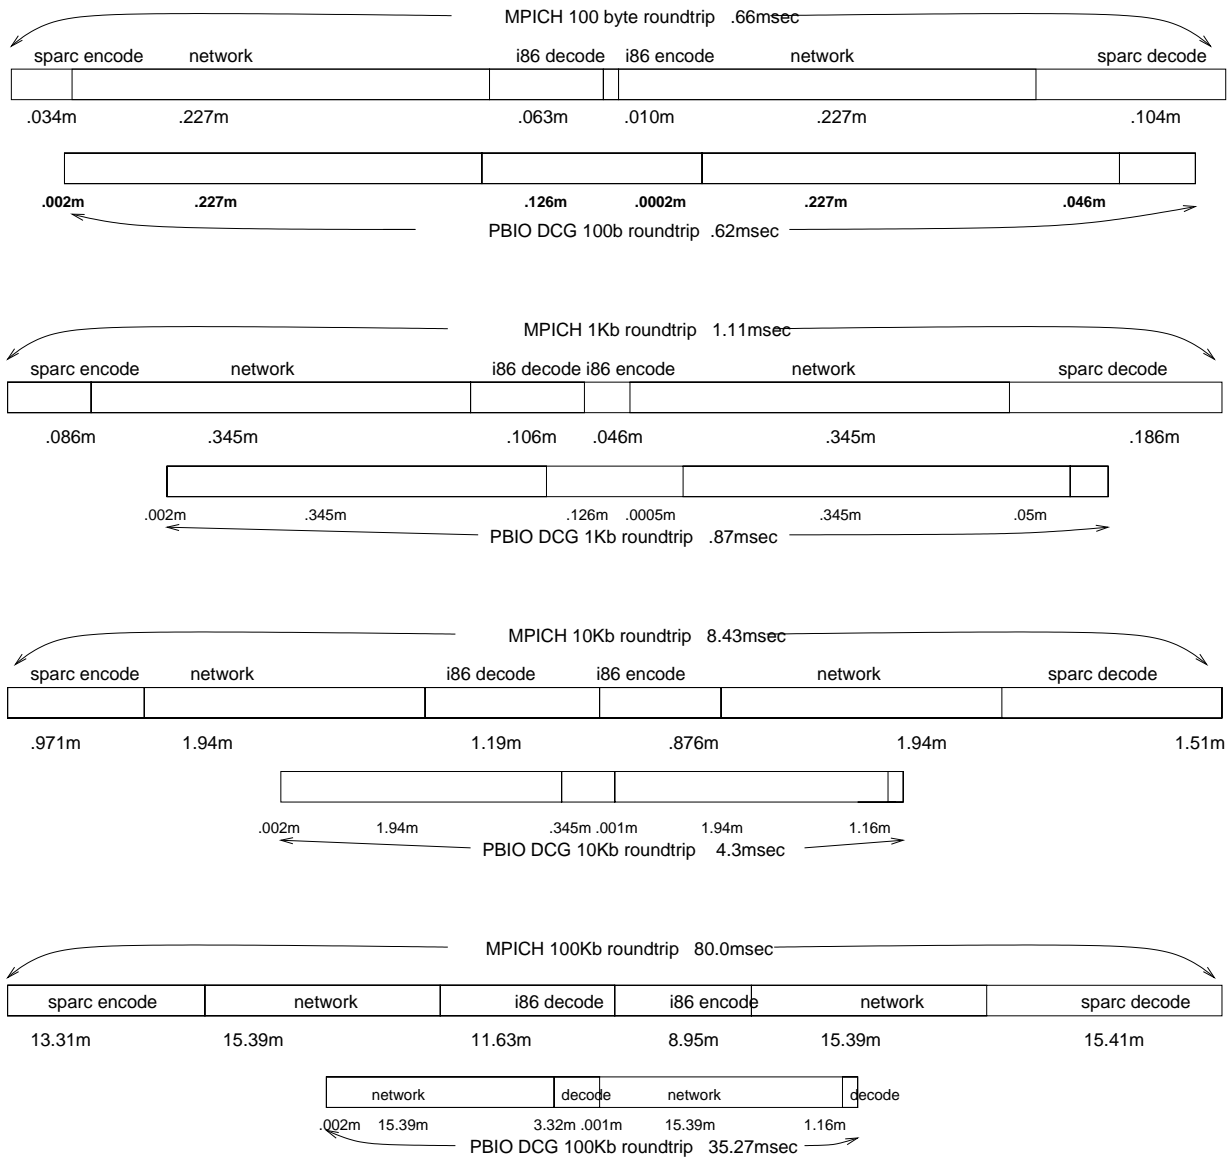 MPICH 100 byte roundtrip .66msec
sparc encode network i86 decode i86 encode network sparc decode
.034m .227m .063m .010m .227m .104m
.002m .227m .126m .0002m .227m .046m
PBIO DCG 100b roundtrip .62msec
MPICH 1Kb roundtrip 1.11msec
sparc encode network i86 decode i86 encode network sparc decode
.086m .345m .106m .046m .345m .186m
.002m .345m .126m .0005m .345m .05m
PBIO DCG 1Kb roundtrip .87msec
MPICH 10Kb roundtrip 8.43msec
sparc encode network i86 decode i86 encode network sparc decode
.971m 1.94m 1.19m .876m 1.94m 1.51m
.002m 1.94m .345m .001m 1.94m 1.16m
PBIO DCG 10Kb roundtrip 4.3msec
MPICH 100Kb roundtrip 80.0msec
sparc encode network i86 decode i86 encode network sparc decode
13.31m 15.39m 11.63m 8.95m 15.39m 15.41m
network decode network decode
.002m 15.39m 3.32m .001m 15.39m 1.16m
PBIO DCG 100Kb roundtrip 35.27msec